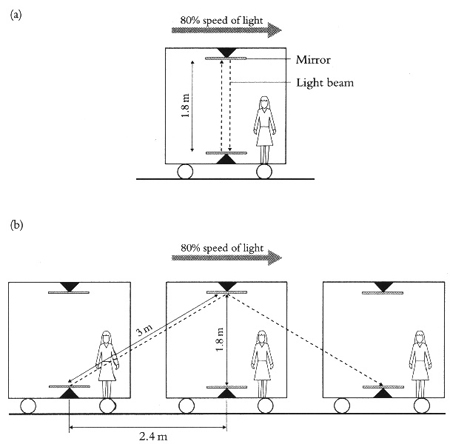 (a)
80% speed of light
Mirror
Light beam
1.8 m
(b)
80% speed of light
3 m
1.8 m
2.4 m